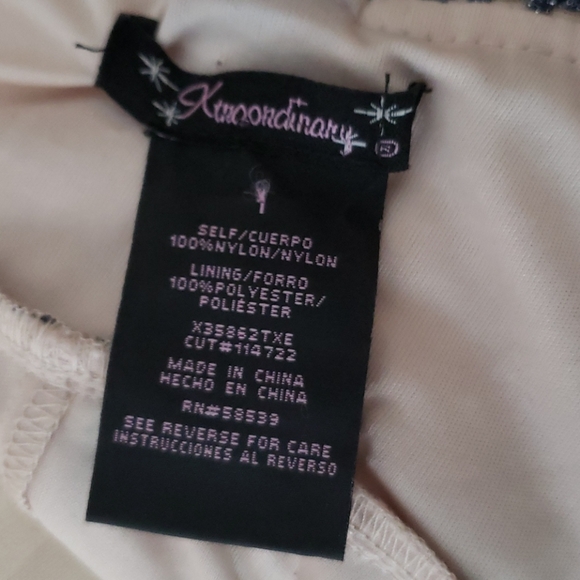 Xtraordinary
®
1
SELF/CUERPO
100%NYLON/NYLON
LINING/FORRO
100%POLYESTER/
POLIÉSTER
X35862TXE
CUT#114722
MADE IN CHINA
HECHO EN CHINA
RN#58539
SEE REVERSE FOR CARE
INSTRUCCIONES AL REVERSO